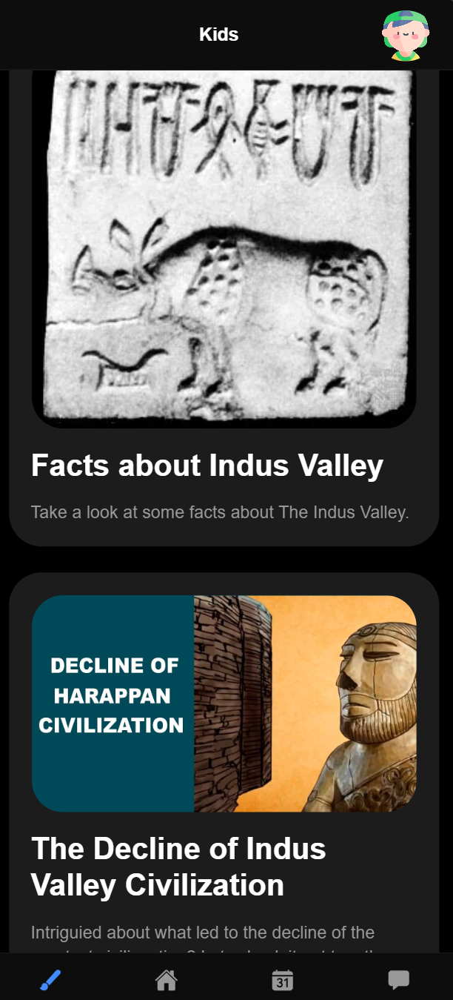 Kids
Facts about Indus Valley
Take a look at some facts about The Indus Valley.
DECLINE OF
HARAPPAN
CIVILIZATION
The Decline of Indus
Valley Civilization
Intriguied about what led to the decline of the
31